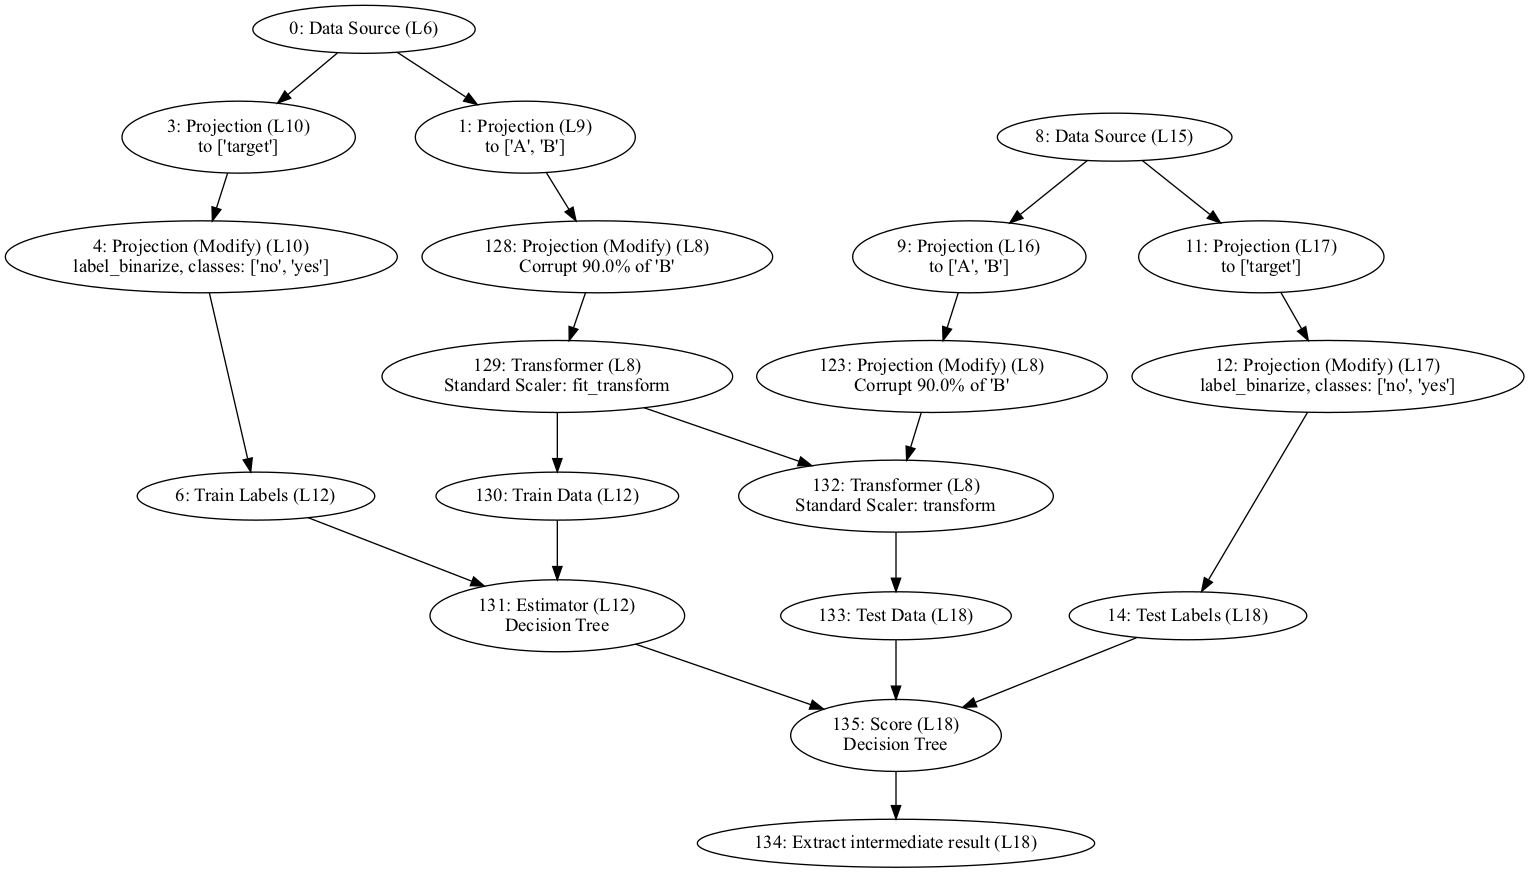 0: Data Source (L6)
3: Projection (L10)
to ['target']
1: Projection (L9)
to ['A', 'B']
8: Data Source (L15)
4: Projection (Modify) (L10)
label_binarize, classes: ['no', 'yes']
128: Projection (Modify) (L8)
Corrupt 90.0% of 'B'
9: Projection (L16)
to ['A', 'B']
11: Projection (L17)
to ['target']
129: Transformer (L8)
Standard Scaler: fit_transform
123: Projection (Modify) (L8)
Corrupt 90.0% of 'B'
12: Projection (Modify) (L17)
label_binarize, classes: ['no', 'yes']
6: Train Labels (L12)
130: Train Data (L12)
132: Transformer (L8)
Standard Scaler: transform
131: Estimator (L12)
Decision Tree
133: Test Data (L18)
14: Test Labels (L18)
135: Score (L18)
Decision Tree
134: Extract intermediate result (L18)